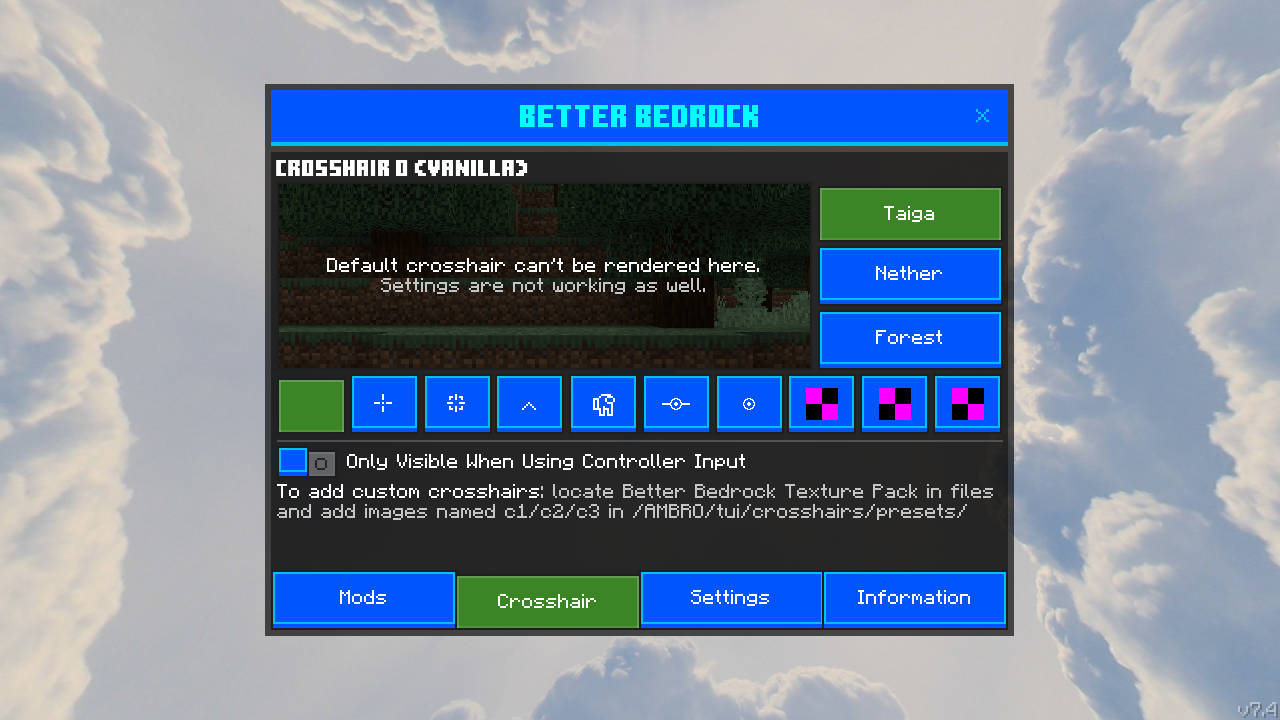 BETTER BEDROCK
CROSSHAIR 0 (VANILLA)
Default crosshair can't be rendered here.
Settings are not working as well.
Taiga
Nether
Forest
Only Visible When Using Controller Input
To add custom crosshairs: locate Better Bedrock Texture Pack in files
and add images named c1/c2/c3 in /AMBRO/tui/crosshairs/presets/
Mods
Crosshair
Settings
Information
v7.4